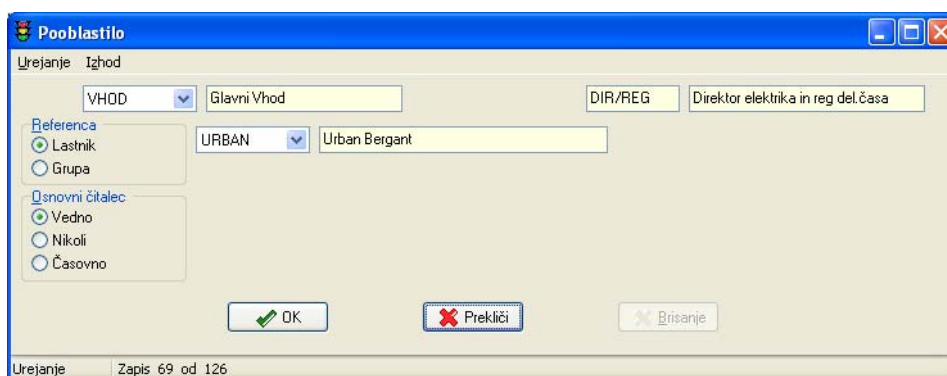 Pooblastilo
Urejanje Izhod
VHOD Glavni Vhod DIR/REG Direktor elektrika in reg del.časa
Referenca
Lastnik
Grupa
URBAN Urban Bergant
Osnovni čitalec
Vedno
Nikoli
Časovno
OK Prekliči Brisanje
Urejanje Zapis 69 od 126